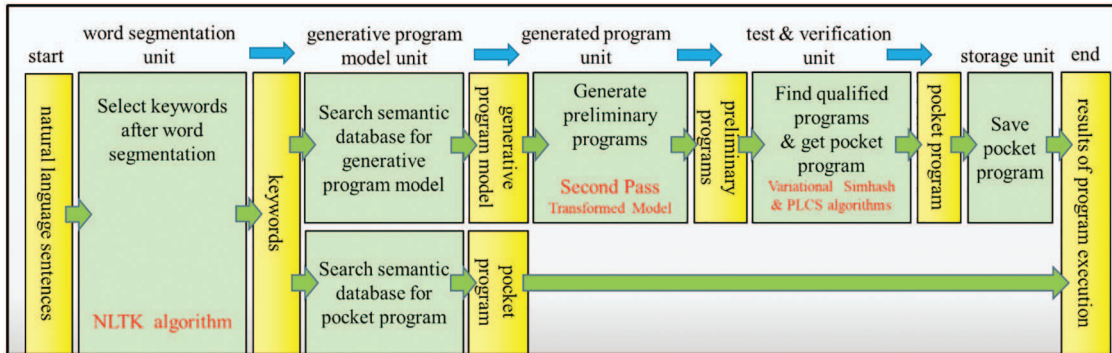 start
word segmentation
unit
generative program
model unit
generated program
unit
test & verification
unit
storage unit
end
natural language sentences
Select keywords
after word
segmentation
NLTK algorithm
keywords
Search semantic
database for
generative
program model
generative
program model
Generate
preliminary
programs
Second Pass
Transformed Model
preliminary
programs
Find qualified
programs
& get pocket
program
Variational Simhash
& PLCS algorithms
pocket program
Save
pocket
program
results of program execution
Search semantic
database for
pocket program
pocket
program